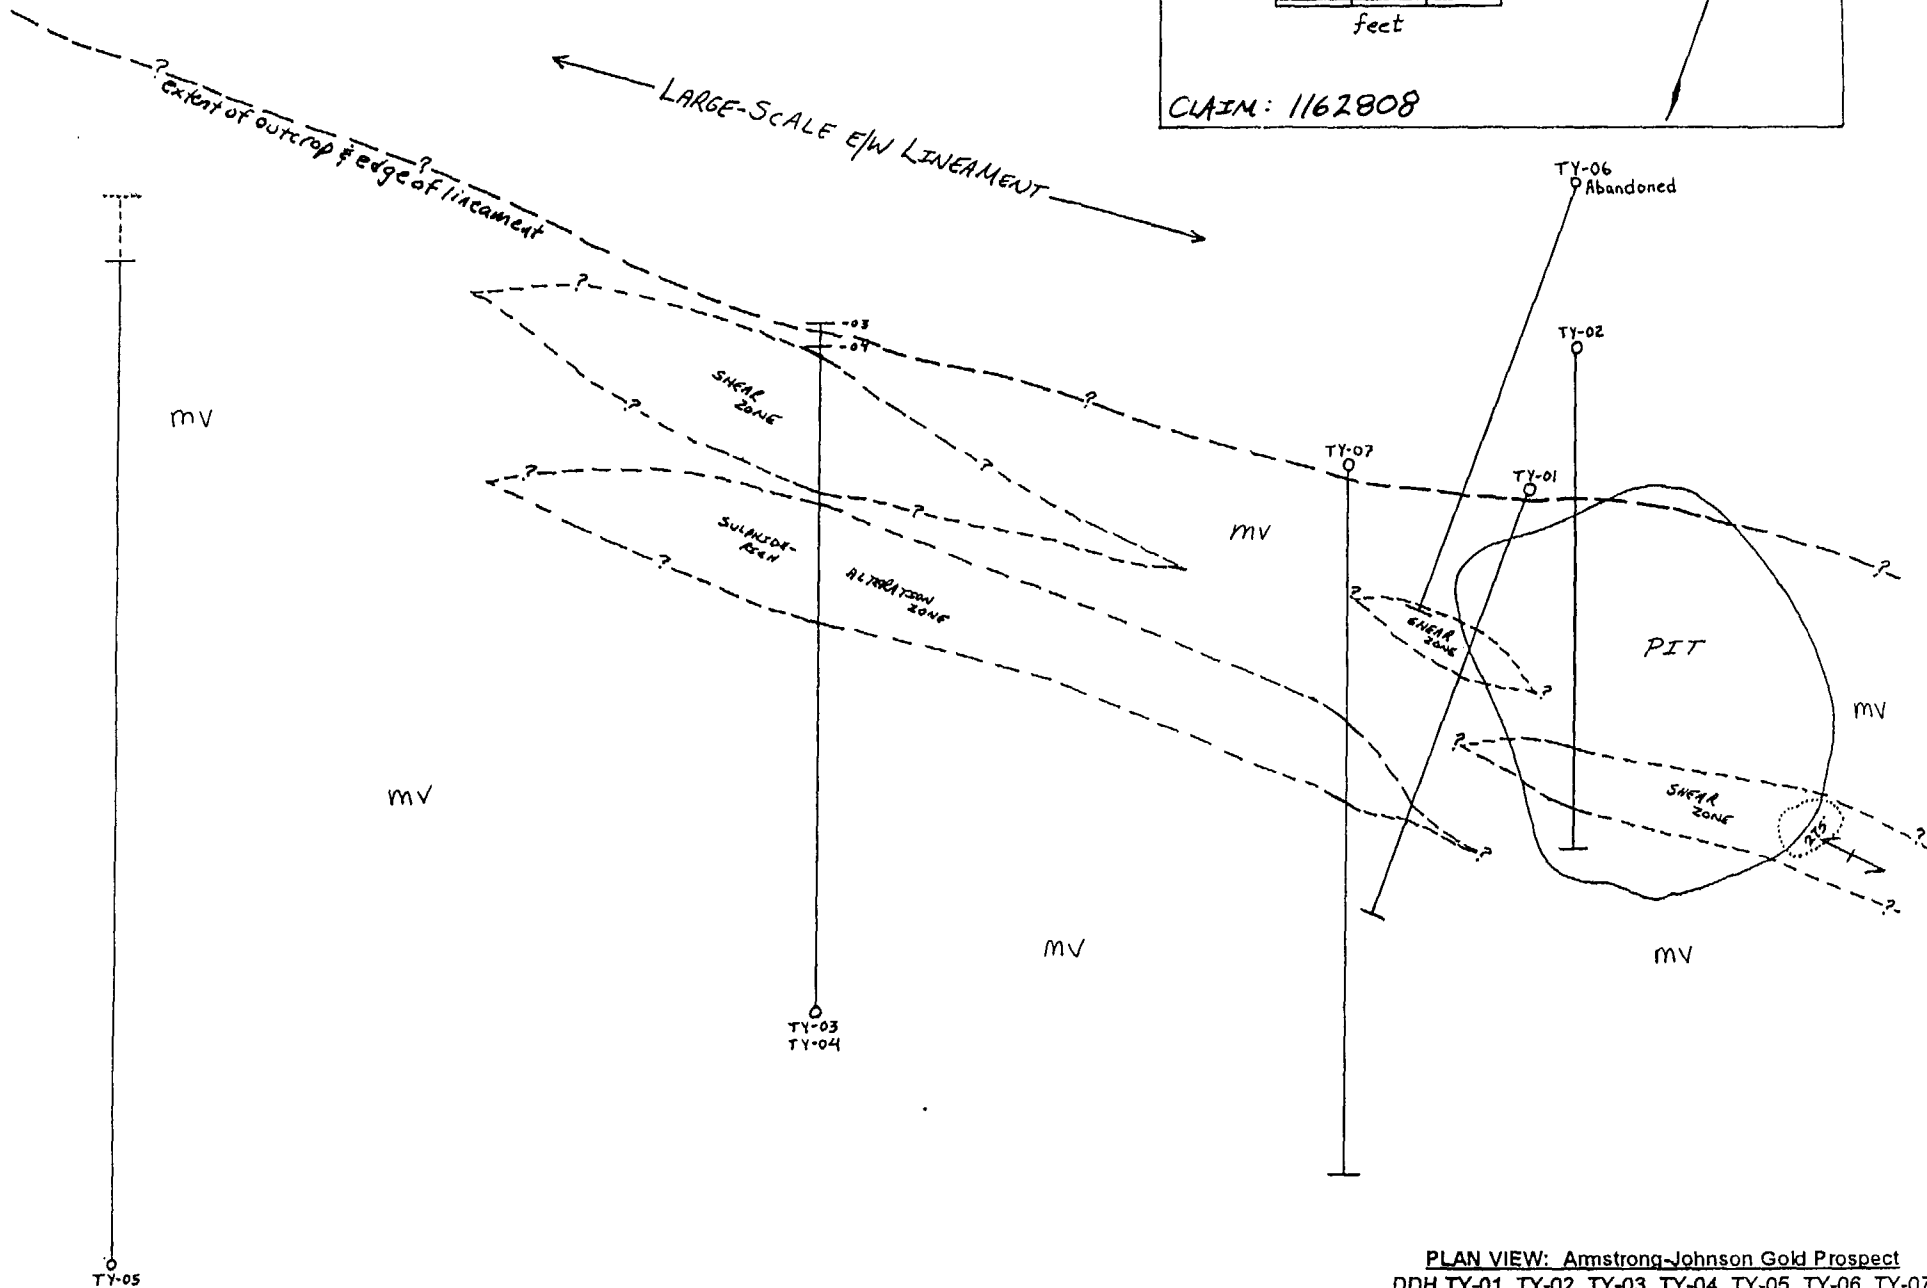 feet
CLAIM: 1162808
LARGE-SCALE E/W LINEAMENT
?
extent of outcrop & edge of lineament
?
TY-06
Abandoned
TY-02
-03
-04
?
?
SHEAR
ZONE
?
?
mv
TY-07
TY-01
?
?
SULPHIDE-
RICH
ALTERATION
ZONE
?
?
mv
?
?
SHEAR
ZONE
?
PIT
mv
?
SHEAR
ZONE
275
?
?
?
mv
mv
mv
TY-03
TY-04
TY-05
PLAN VIEW: Armstrong-Johnson Gold Prospect
DDH TY-01, TY-02, TY-03, TY-04, TY-05, TY-06, TY-07